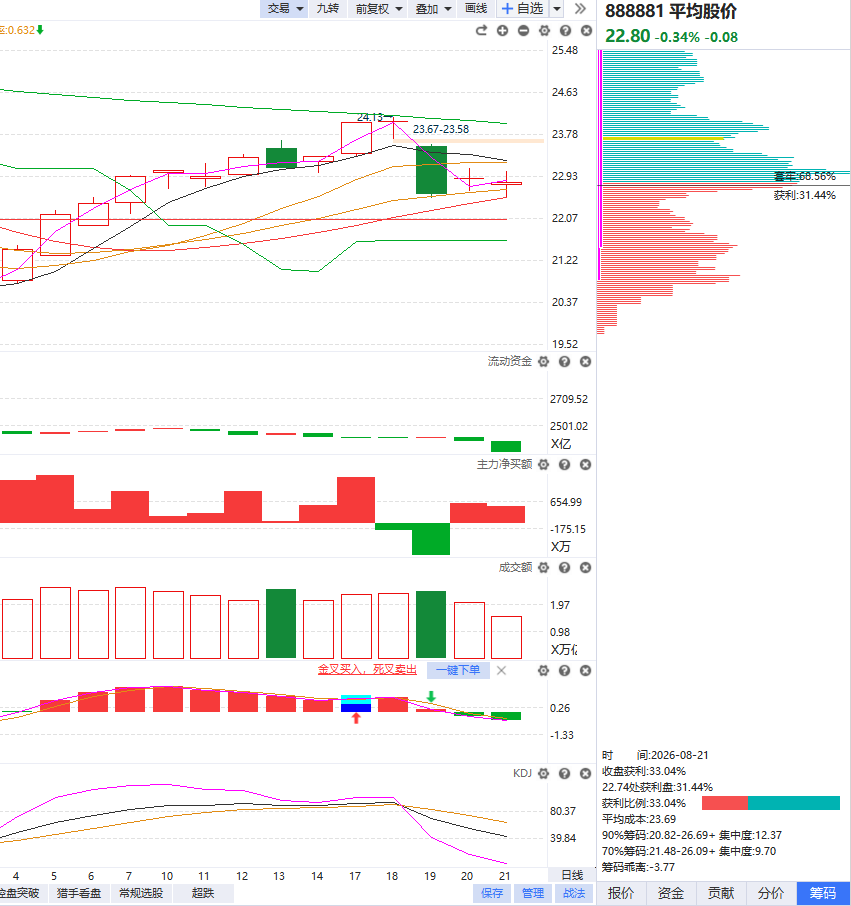 交易 九转 前复权 叠加 画线 + 自选
888881 平均股价
22.80 -0.34% -0.08
:0.632
25.48
24.63
24.13
23.67-23.58
23.78
22.93
套牢:68.56%
获利:31.44%
22.07
21.22
20.37
19.52
流动资金
2709.52
2501.02
X亿
主力净买额
654.99
-175.15
X万
成交额
1.97
0.98
X万亿
金叉买入，死叉卖出 一键下单
0.26
-1.33
KDJ
80.37
39.84
4 5 6 7 10 11 12 13 14 17 18 19 20 21 日线
控盘突破 猎手看盘 常规选股 超跌 保存 管理 战法
时 间:2026-08-21
收盘获利:33.04%
22.74处获利盘:31.44%
获利比例:33.04%
平均成本:23.69
90%筹码:20.82-26.69+ 集中度:12.37
70%筹码:21.48-26.09+ 集中度:9.70
筹码乖离:-3.77
报价 资金 贡献 分价 筹码